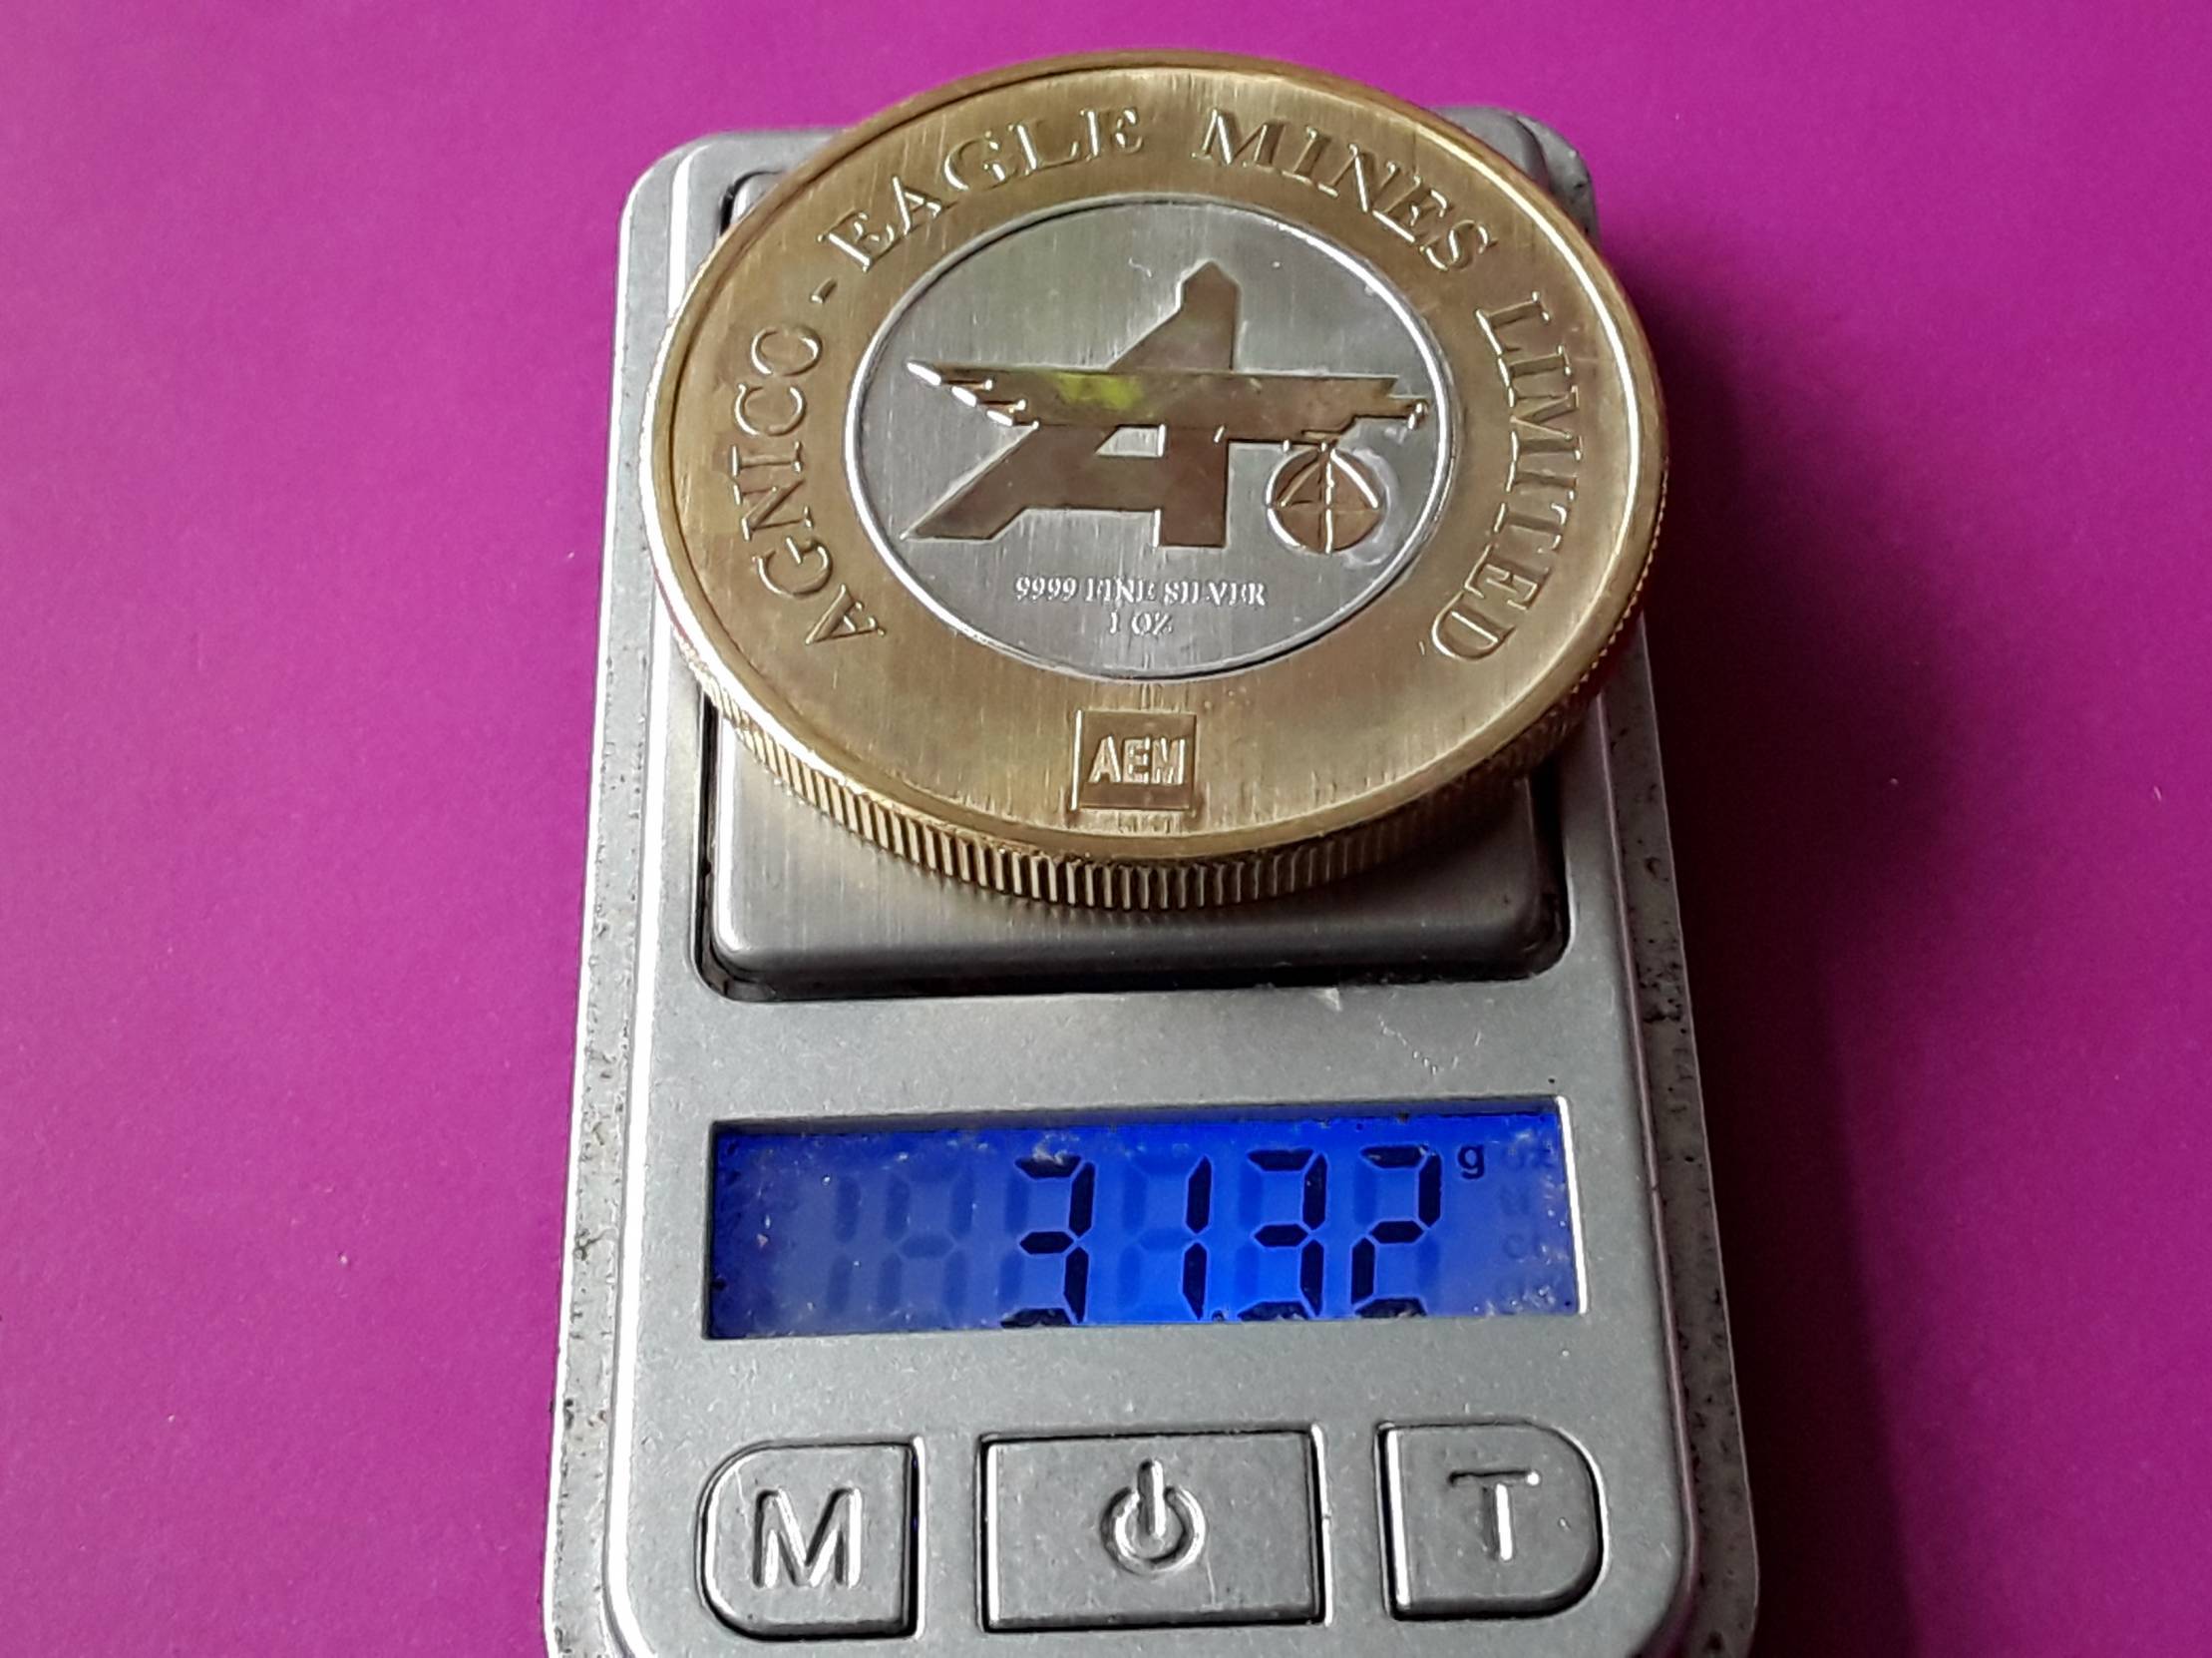 AGNICO-EAGLE MINES LIMITED
9999 FINE SILVER
1 OZ
AEM
31.32 g
M
T